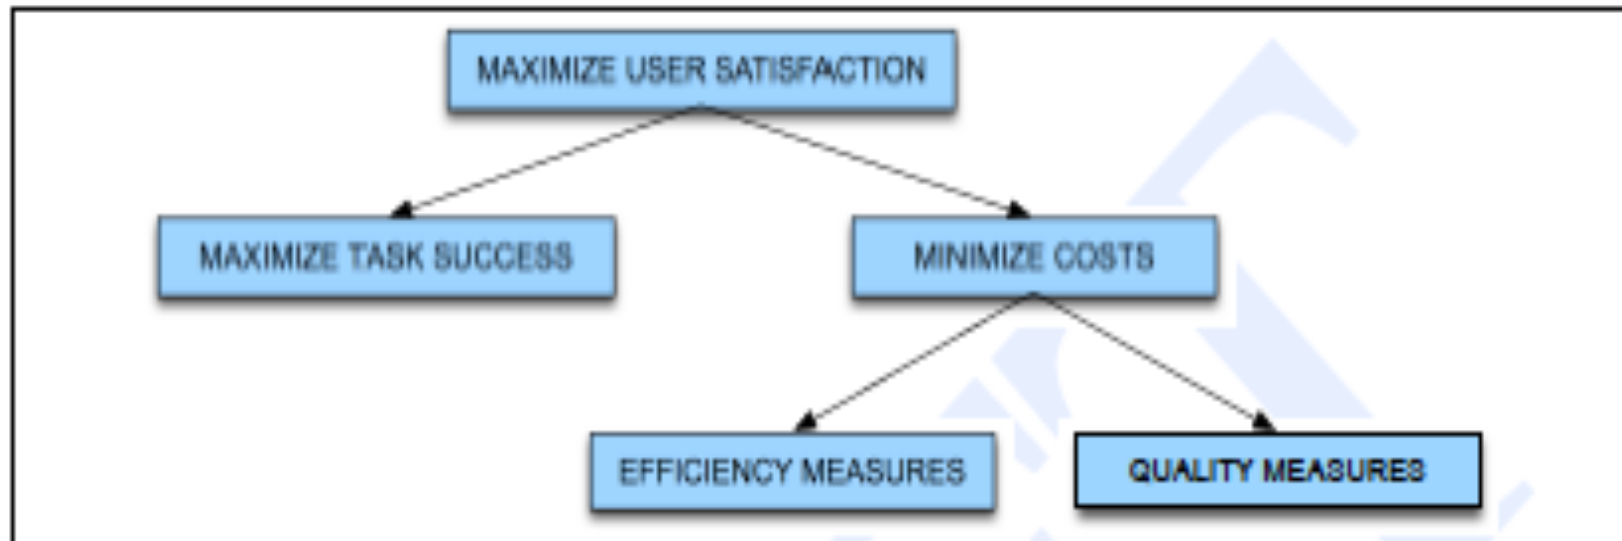 MAXIMIZE USER SATISFACTION
MAXIMIZE TASK SUCCESS
MINIMIZE COSTS
EFFICIENCY MEASURES
QUALITY MEASURES